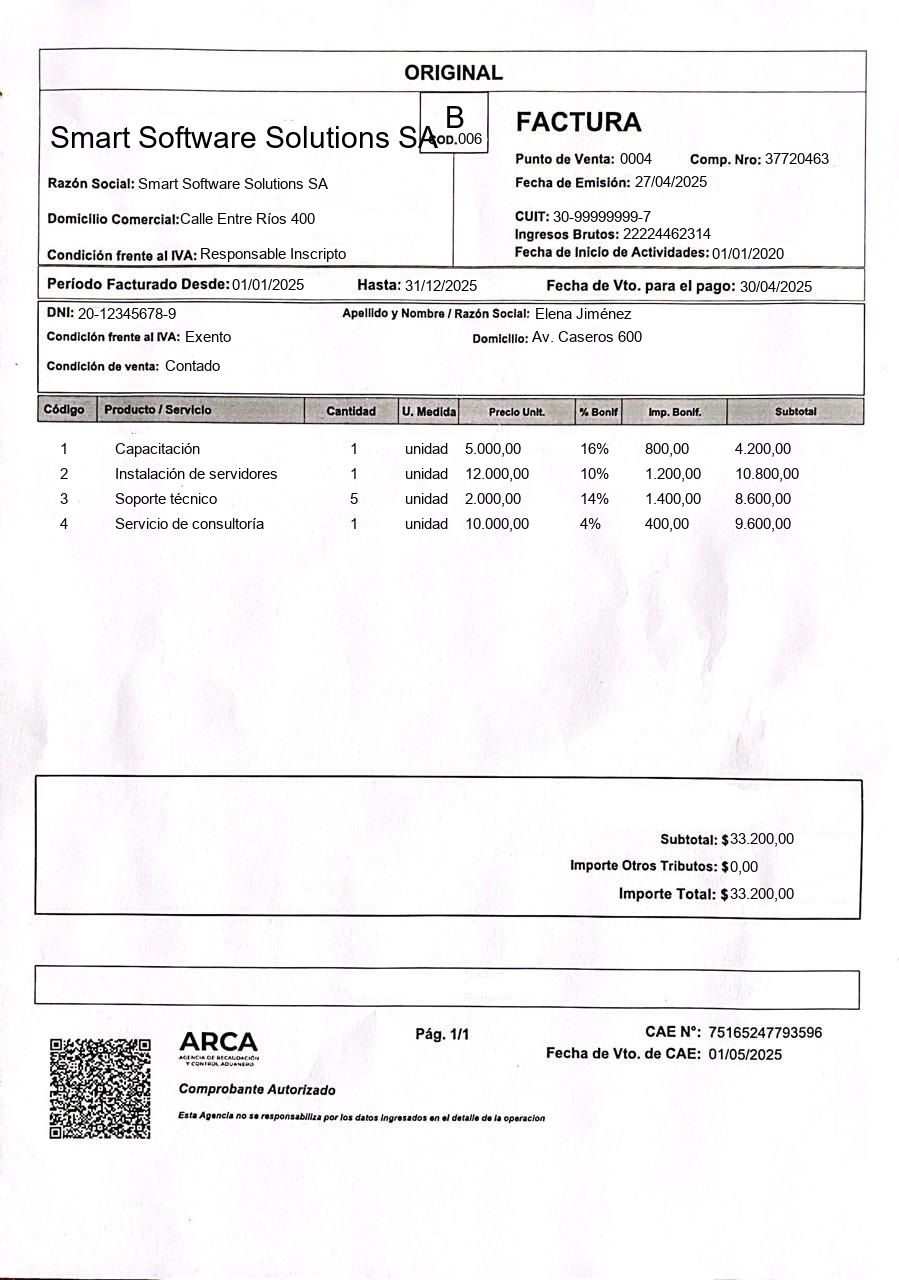 ORIGINAL
Smart Software Solutions SA
B
COD.006
FACTURA
Punto de Venta: 0004 Comp. Nro: 37720463
Razón Social: Smart Software Solutions SA
Fecha de Emisión: 27/04/2025
Domicilio Comercial:Calle Entre Ríos 400
CUIT: 30-99999999-7
Ingresos Brutos: 22224462314
Condición frente al IVA: Responsable Inscripto
Fecha de Inicio de Actividades: 01/01/2020
Período Facturado Desde: 01/01/2025 Hasta: 31/12/2025 Fecha de Vto. para el pago: 30/04/2025
DNI: 20-12345678-9 Apellido y Nombre / Razón Social: Elena Jiménez
Condición frente al IVA: Exento Domicilio: Av. Caseros 600
Condición de venta: Contado
Código Producto / Servicio Cantidad U. Medida Precio Unit. % Bonif Imp. Bonif. Subtotal
1 Capacitación 1 unidad 5.000,00 16% 800,00 4.200,00
2 Instalación de servidores 1 unidad 12.000,00 10% 1.200,00 10.800,00
3 Soporte técnico 5 unidad 2.000,00 14% 1.400,00 8.600,00
4 Servicio de consultoría 1 unidad 10.000,00 4% 400,00 9.600,00
Subtotal: $33.200,00
Importe Otros Tributos: $0,00
Importe Total: $33.200,00
ARCA
AGENCIA DE RECAUDACIÓN
Y CONTROL ADUANERO
Pág. 1/1
CAE N°: 75165247793596
Fecha de Vto. de CAE: 01/05/2025
Comprobante Autorizado
Esta Agencia no se responsabiliza por los datos ingresados en el detalle de la operación